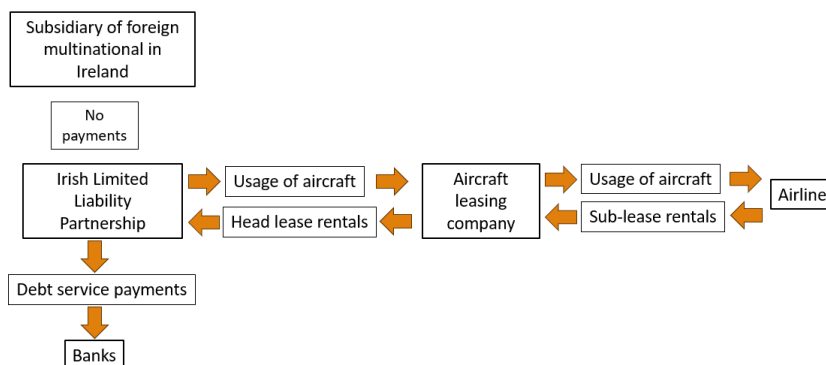 Subsidiary of foreign
multinational in
Ireland
No
payments
Irish Limited
Liability
Partnership
Usage of aircraft
Head lease rentals
Aircraft
leasing
company
Usage of aircraft
Sub-lease rentals
Airline
Debt service payments
Banks